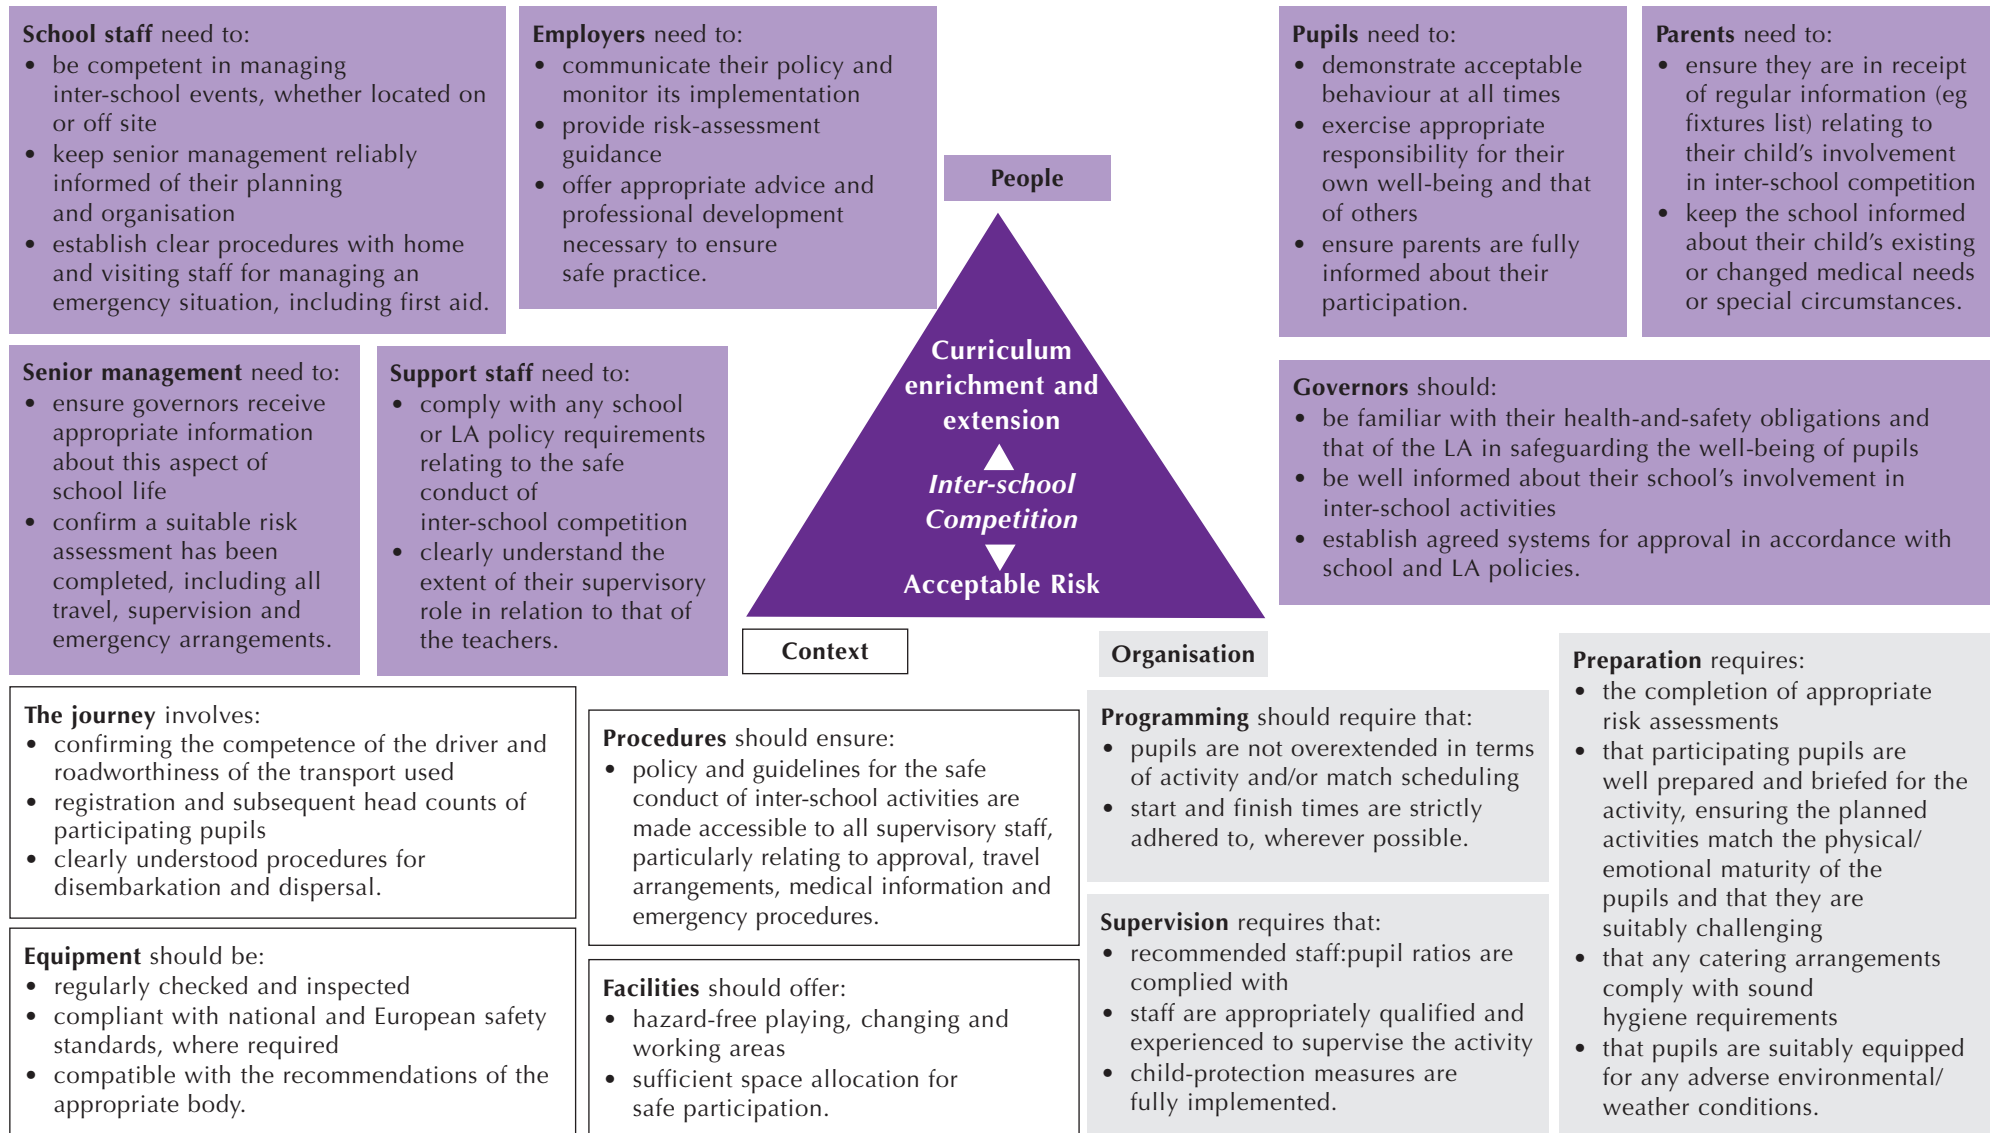 School staff need to:
• be competent in managing
inter-school events, whether located on
or off site
• keep senior management reliably
informed of their planning
and organisation
• establish clear procedures with home
and visiting staff for managing an
emergency situation, including first aid.
Employers need to:
• communicate their policy and
monitor its implementation
• provide risk-assessment
guidance
• offer appropriate advice and
professional development
necessary to ensure
safe practice.
People
Pupils need to:
• demonstrate acceptable
behaviour at all times
• exercise appropriate
responsibility for their
own well-being and that
of others
• ensure parents are fully
informed about their
participation.
Parents need to:
• ensure they are in receipt
of regular information (eg
fixtures list) relating to
their child’s involvement
in inter-school competition
• keep the school informed
about their child’s existing
or changed medical needs
or special circumstances.
Senior management need to:
• ensure governors receive
appropriate information
about this aspect of
school life
• confirm a suitable risk
assessment has been
completed, including all
travel, supervision and
emergency arrangements.
Support staff need to:
• comply with any school
or LA policy requirements
relating to the safe
conduct of
inter-school competition
• clearly understand the
extent of their supervisory
role in relation to that of
the teachers.
Curriculum
enrichment and
extension
Inter-school
Competition
Acceptable Risk
Governors should:
• be familiar with their health-and-safety obligations and
that of the LA in safeguarding the well-being of pupils
• be well informed about their school’s involvement in
inter-school activities
• establish agreed systems for approval in accordance with
school and LA policies.
Context
Organisation
The journey involves:
• confirming the competence of the driver and
roadworthiness of the transport used
• registration and subsequent head counts of
participating pupils
• clearly understood procedures for
disembarkation and dispersal.
Equipment should be:
• regularly checked and inspected
• compliant with national and European safety
standards, where required
• compatible with the recommendations of the
appropriate body.
Procedures should ensure:
• policy and guidelines for the safe
conduct of inter-school activities are
made accessible to all supervisory staff,
particularly relating to approval, travel
arrangements, medical information and
emergency procedures.
Facilities should offer:
• hazard-free playing, changing and
working areas
• sufficient space allocation for
safe participation.
Programming should require that:
• pupils are not overextended in terms
of activity and/or match scheduling
• start and finish times are strictly
adhered to, wherever possible.
Supervision requires that:
• recommended staff:pupil ratios are
complied with
• staff are appropriately qualified and
experienced to supervise the activity
• child-protection measures are
fully implemented.
Preparation requires:
• the completion of appropriate
risk assessments
• that participating pupils are
well prepared and briefed for the
activity, ensuring the planned
activities match the physical/
emotional maturity of the
pupils and that they are
suitably challenging
• that any catering arrangements
comply with sound
hygiene requirements
• that pupils are suitably equipped
for any adverse environmental/
weather conditions.